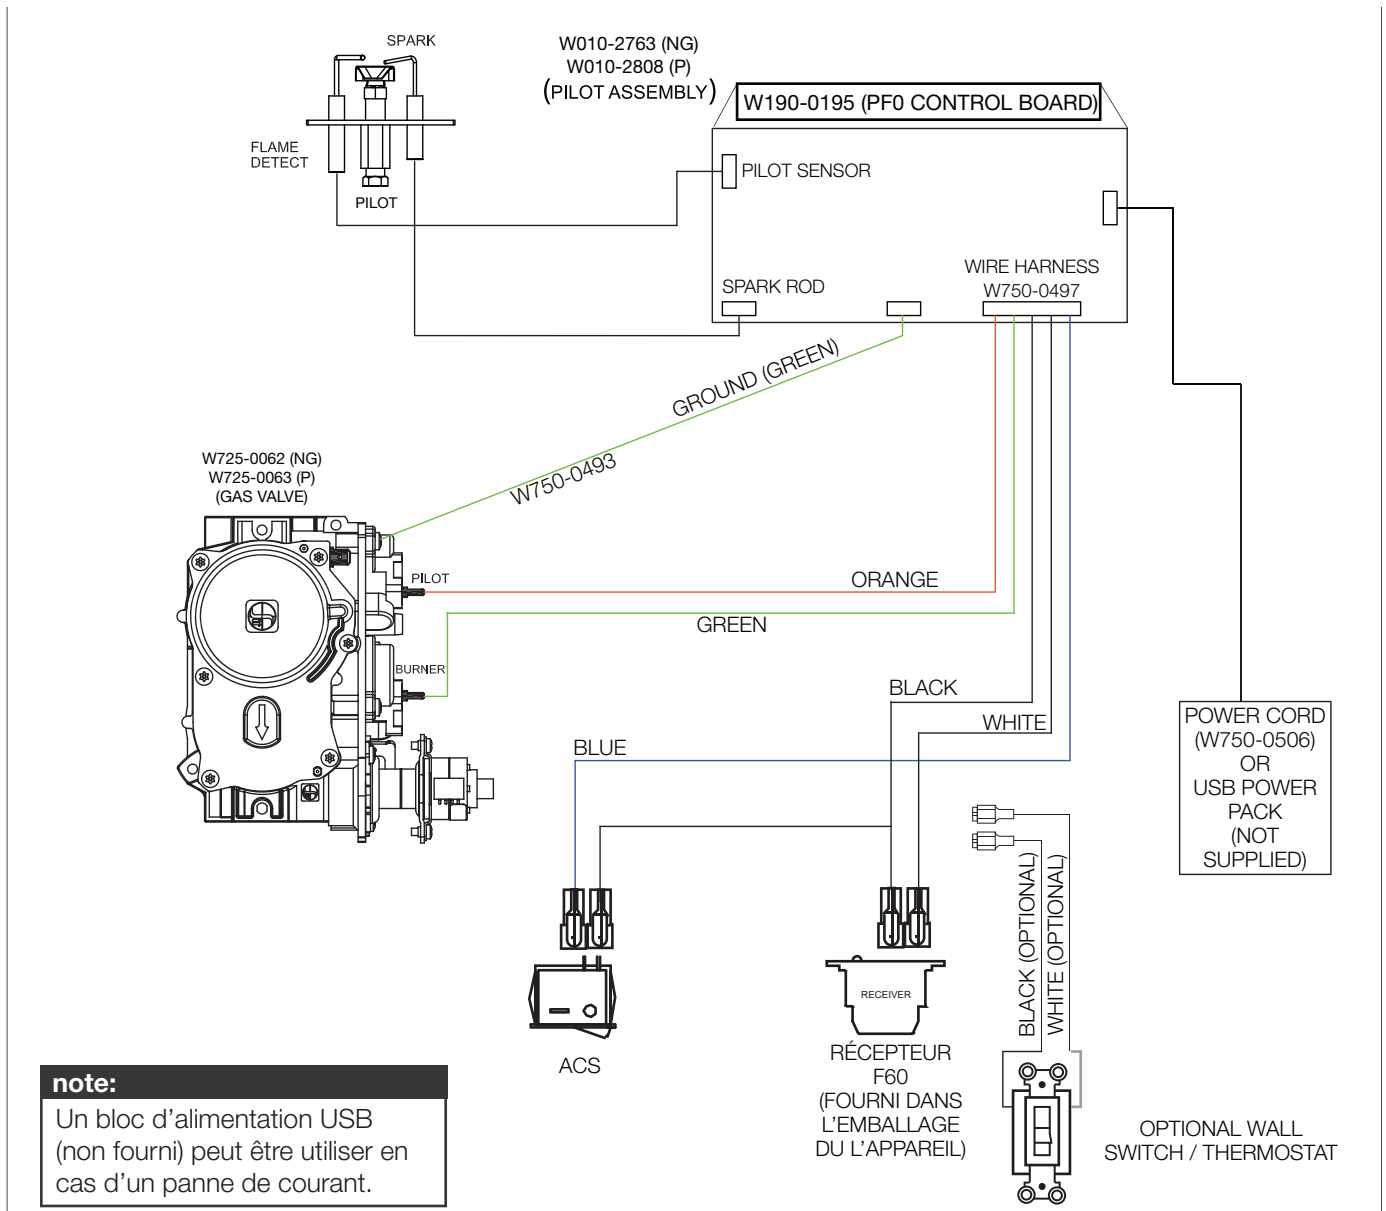 SPARK
W010-2763 (NG)
W010-2808 (P)
(PILOT ASSEMBLY)
W190-0195 (PF0 CONTROL BOARD)
FLAME
DETECT
PILOT
PILOT SENSOR
WIRE HARNESS
W750-0497
SPARK ROD
GROUND (GREEN)
W750-0493
W725-0062 (NG)
W725-0063 (P)
(GAS VALVE)
PILOT
ORANGE
GREEN
BURNER
BLACK
WHITE
BLUE
POWER CORD
(W750-0506)
OR
USB POWER
PACK
(NOT
SUPPLIED)
BLACK (OPTIONAL)
WHITE (OPTIONAL)
RECEIVER
ACS
RÉCEPTEUR
F60
(FOURNI DANS
L'EMBALLAGE
DU L'APPAREIL)
OPTIONAL WALL
SWITCH / THERMOSTAT
note:
Un bloc d'alimentation USB
(non fourni) peut être utiliser en
cas d'un panne de courant.